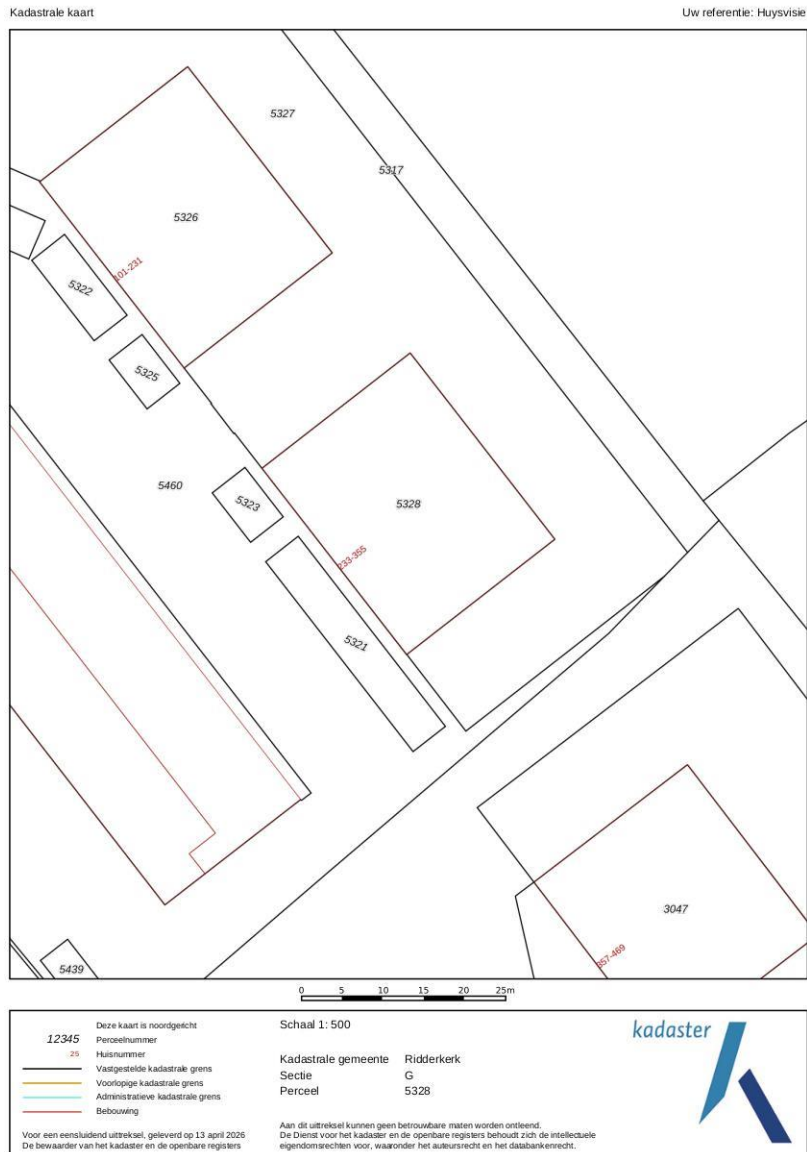 Kadastrale kaart
Uw referentie: Huysvisie
5327
5317
5326
101-231
5322
5325
5460
5323
5328
233-355
5321
3047
357-469
5439
0 5 10 15 20 25m
Deze kaart is noordgericht
12345 Perceelnummer
25 Huisnummer
Vastgestelde kadastrale grens
Voorlopige kadastrale grens
Administratieve kadastrale grens
Bebouwing
Voor een eensluidend uittreksel, geleverd op 13 april 2026
De bewaarder van het kadaster en de openbare registers
Schaal 1: 500
Kadastrale gemeente Ridderkerk
Sectie G
Perceel 5328
Aan dit uittreksel kunnen geen betrouwbare maten worden ontleend.
De Dienst voor het kadaster en de openbare registers behoudt zich de intellectuele
eigendomsrechten voor, waaronder het auteursrecht en het databankenrecht.
kadaster